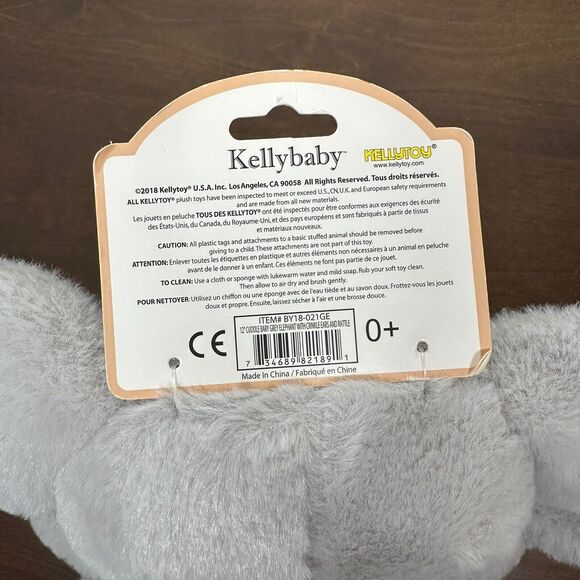 Kellybaby™ KELLYTOY®
www.kellytoy.com
©2018 Kellytoy® U.S.A. Inc. Los Angeles, CA 90058 All Rights Reserved. Tous droits réservés.
ALL KELLYTOY® plush toys have been inspected to meet or exceed U.S., CN, U.K, and European safety requirements
and are made from all new materials.
Les jouets en peluche TOUS DES KELLYTOY® ont été inspectés pour être conformes aux exigences des écurité
des États-Unis, du Canada, du Royaume-Uni, et des pays européens et sont fabriqués à partir de tissus
et matériaux nouveaux.
CAUTION: All plastic tags and attachments to a basic stuffed animal should be removed before
giving to a child. These attachments are not part of this toy.
ATTENTION: Enlever toutes les étiquettes en plastique et autres éléments non nécessaires à un animal en peluche
avant de le donner à un enfant. Ces éléments ne font pas partie de ce jouet.
TO CLEAN: Use a cloth or sponge with lukewarm water and mild soap. Rub your soft toy clean.
Then allow to air dry and brush gently.
POUR NETTOYER: Utilisez un chiffon ou une éponge avec de l'eau tiède et au savon doux. Frottez-vous les jouets
doux et propre. Ensuite, laissez sécher à l'air et une brosse douce.
CE
ITEM# BY18-021GE
12" CUDDLE BABY GREY ELEPHANT WITH CRINKLE EARS AND RATTLE
7 34689 82189 1
0+
Made in China / Fabriqué en Chine